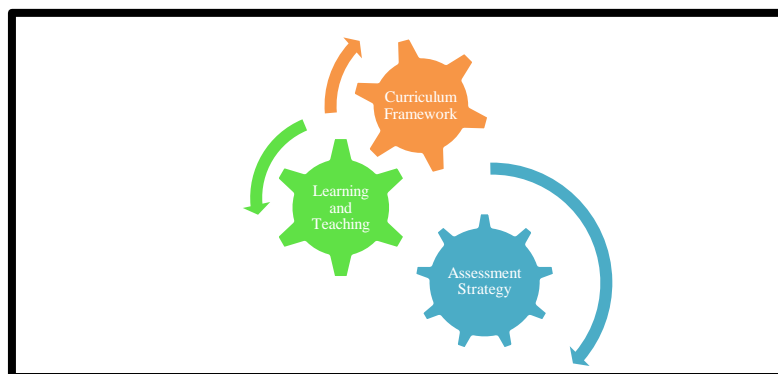 Curriculum
Framework
Learning
and
Teaching
Assessment
Strategy